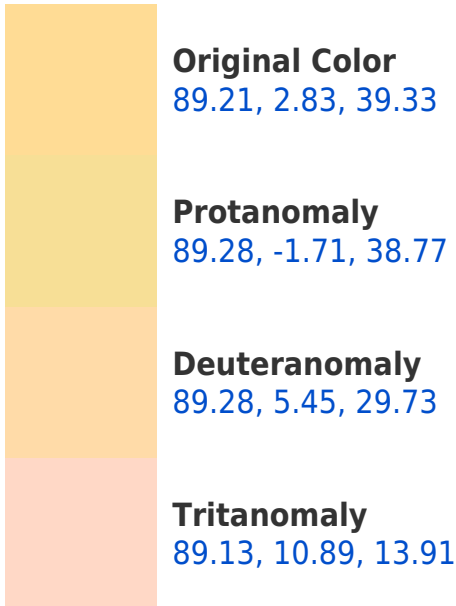 Original Color
89.21, 2.83, 39.33
Protanomaly
89.28, -1.71, 38.77
Deuteranomaly
89.28, 5.45, 29.73
Tritanomaly
89.13, 10.89, 13.91